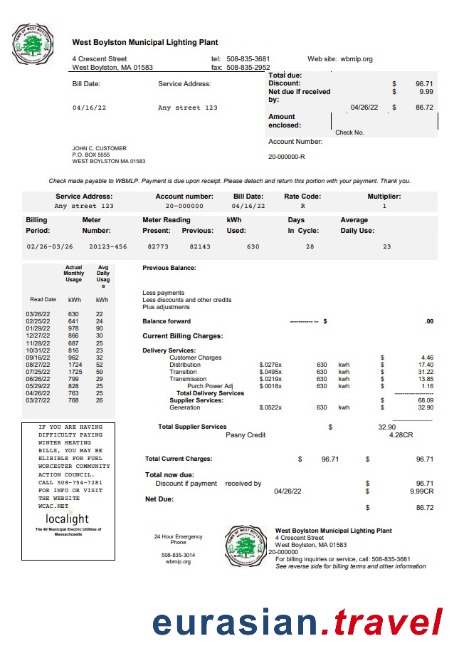 West Boylston Municipal Lighting Plant
4 Crescent Street tel: 508-835-3681 Web site: wbmlp.org
West Boylston, MA 01583 fax: 508-835-2952
Bill Date: Service Address:
04/16/22 Any street 123
Total due: $ 96.71
Discount: $ 9.99
Net due if received by: 04/26/22 $ 86.72
Amount enclosed:
Check No.
Account Number:
20-000000-R
JOHN C. CUSTOMER
P.O. BOX 5555
WEST BOYLSTON MA 01583
Check made payable to WBMLP. Payment is due upon receipt. Please detach and return this portion with your payment. Thank you.
Service Address: Account number: Bill Date: Rate Code: Multiplier:
Any street 123 20-000000 04/16/22 R 1
Billing Meter Meter Reading kWh Days Average
Period: Number: Present: Previous: Used: In Cycle: Daily Use:
02/26-03/26 20123-456 82773 82143 630 28 23
Actual Monthly Usage Avg Daily Usag e
Read Date kWh kWh
03/26/22 630 22
02/25/22 641 24
01/29/22 978 90
12/27/22 866 30
11/28/22 687 25
10/31/22 816 23
09/16/22 962 32
08/17/22 1724 52
07/25/22 1725 59
06/26/22 799 29
05/29/22 828 25
04/26/22 763 25
03/27/22 768 26
Previous Balance:
Less payments
Less discounts and other credits
Plus adjustments
Balance forward ----------- -- $ .00
Current Billing Charges:
Delivery Services:
Customer Charges $ 4.46
Distribution $.0276x 630 kwh $ 17.40
Transition $.0495x 630 kwh $ 31.22
Transmission $.0219x 630 kwh $ 13.85
Purch Power Adj $.0018x 630 kwh $ 1.16
Total Delivery Services
Supplier Services: $ 68.09
Generation $.0522x 630 kwh $ 32.90
Total Supplier Services $ 32.90
Pasny Credit 4.28CR
Total Current Charges: $ 96.71 $ 96.71
Total now due: $ 96.71
Discount if payment received by 04/26/22 $ 9.99CR
Net Due: $ 86.72
IF YOU ARE HAVING
DIFFICULTY PAYING
WINTER HEATING
BILLS, YOU MAY BE
ELIGIBLE FOR FUEL
WORCESTER COMMUNITY
ACTION COUNCIL.
CALL 508-754-7281
FOR INFO OR VISIT
THE WEBSITE
WCAC.NET
localight
The 40 Municipal Electric Utilities of
Massachusetts
24 Hour Emergency
Phone
508-835-3014
wbmlp.org
West Boylston Municipal Lighting Plant
4 Crescent Street
West Boylston, MA 01583
20-000000
For billing inquiries or service, call: 508-835-3681
See reverse side for billing terms and other information
eurasian.travel